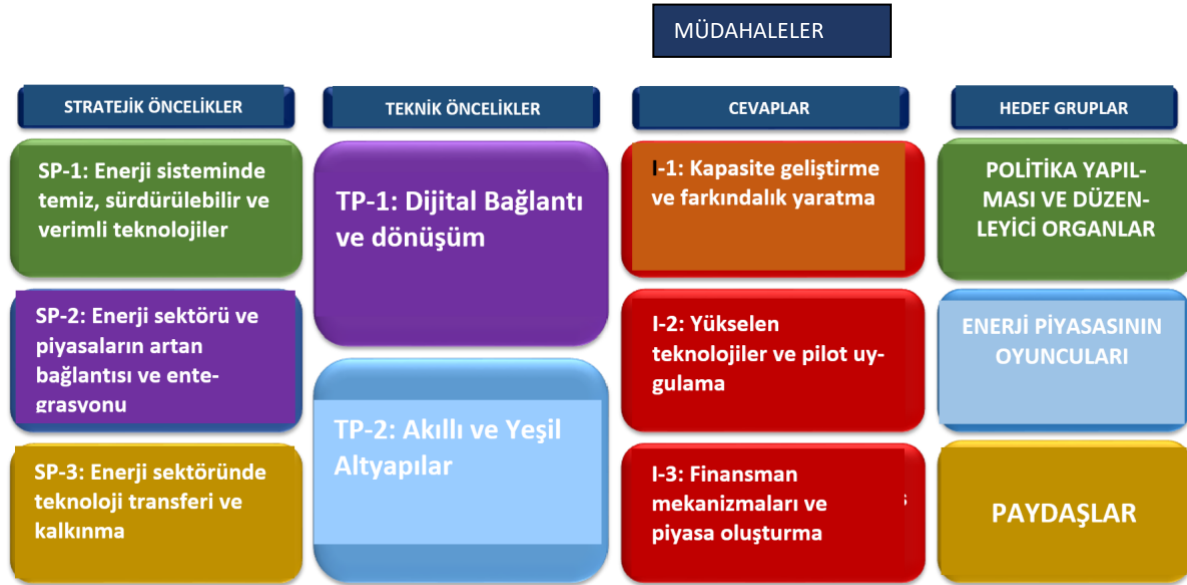 MÜDAHALELER
STRATEJİK ÖNCELİKLER
SP-1: Enerji sisteminde
temiz, sürdürülebilir ve
verimli teknolojiler
SP-2: Enerji sektörü ve
piyasaların artan
bağlantısı ve ente-
grasyonu
SP-3: Enerji sektöründe
teknoloji transferi ve
kalkınma
TEKNİK ÖNCELİKLER
TP-1: Dijital Bağlantı
ve dönüşüm
TP-2: Akıllı ve Yeşil
Altyapılar
CEVAPLAR
I-1: Kapasite geliştirme
ve farkındalık yaratma
I-2: Yükselen
teknolojiler ve pilot uy-
gulama
I-3: Finansman
mekanizmaları ve
piyasa oluşturma
HEDEF GRUPLAR
POLİTİKA YAPIL-
MASI VE DÜZEN-
LEYİCİ ORGANLAR
ENERJİ PİYASASININ
OYUNCULARI
PAYDAŞLAR